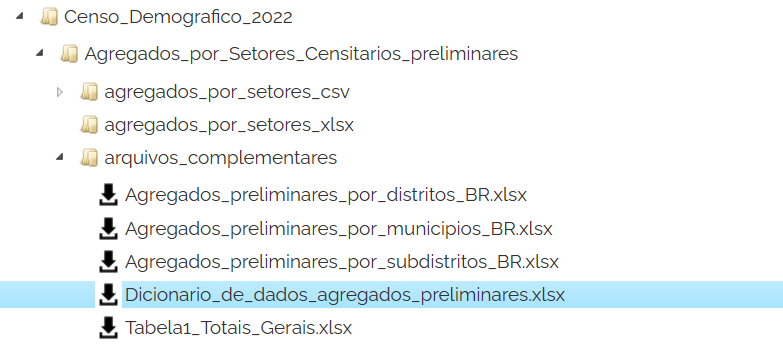 Censo_Demografico_2022
Agregados_por_Setores_Censitarios_preliminares
agregados_por_setores_csv
agregados_por_setores_xlsx
arquivos_complementares
Agregados_preliminares_por_distritos_BR.xlsx
Agregados_preliminares_por_municipios_BR.xlsx
Agregados_preliminares_por_subdistritos_BR.xlsx
Dicionario_de_dados_agregados_preliminares.xlsx
Tabela1_Totais_Gerais.xlsx